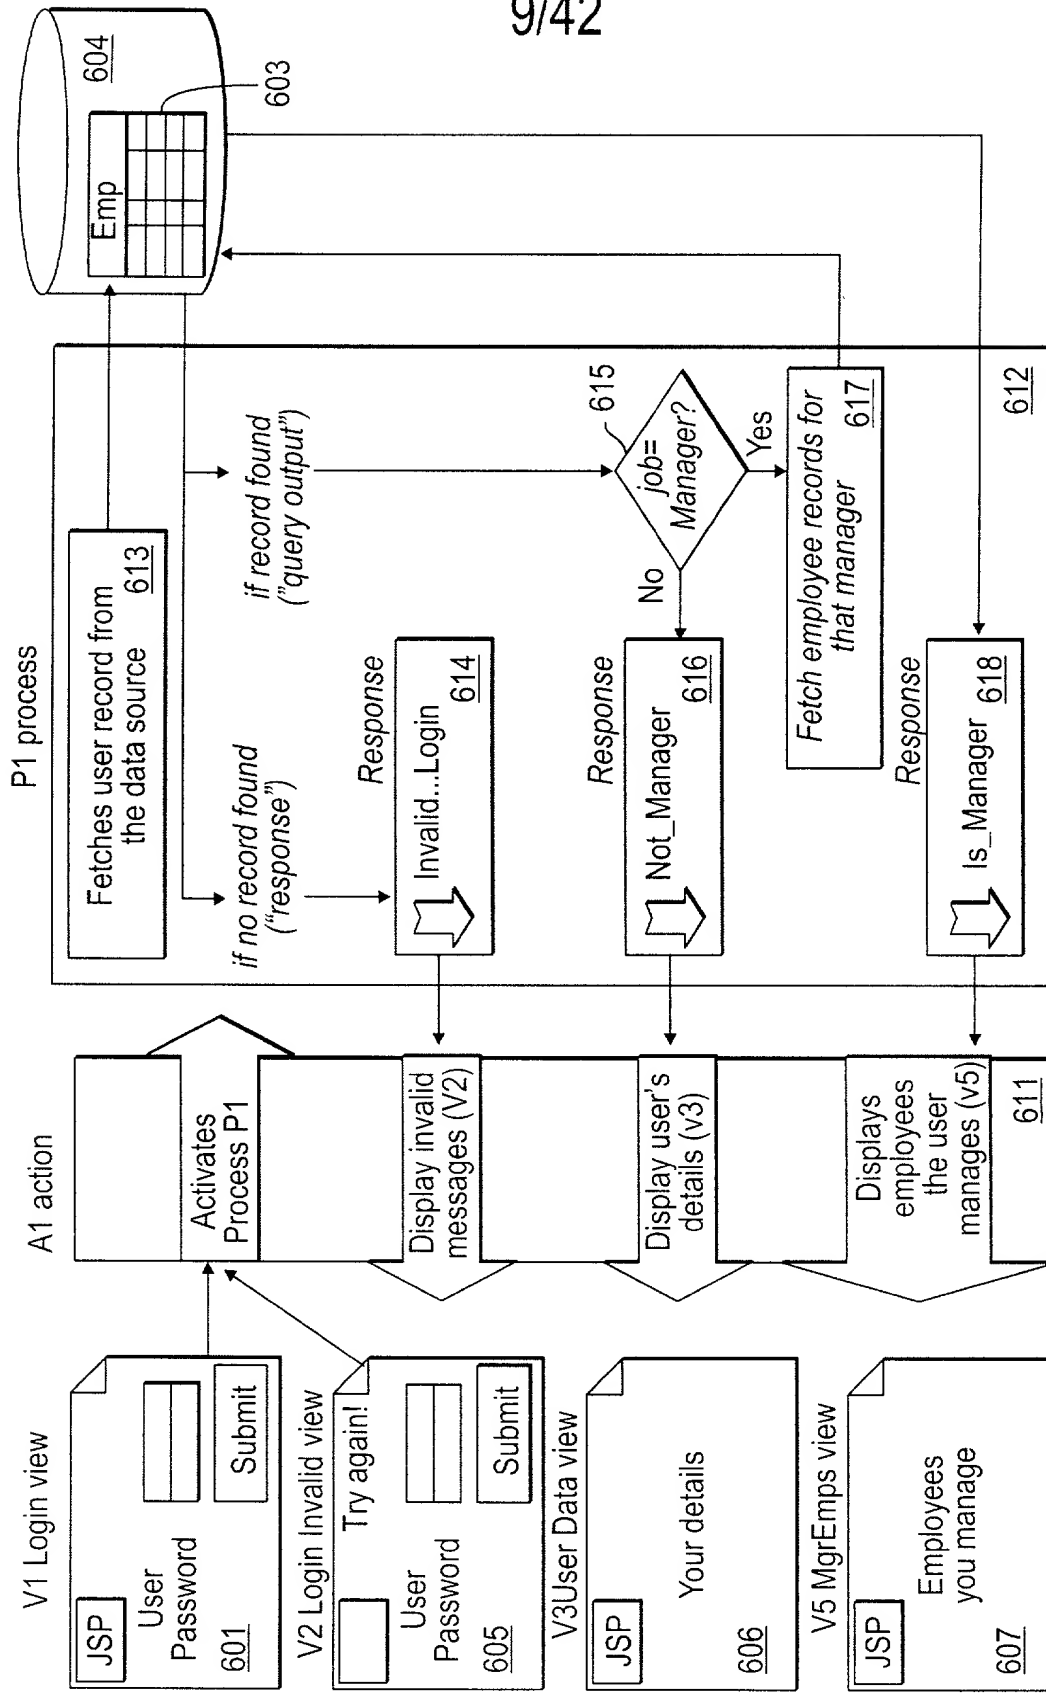 9/42
V1 Login view
JSP
User
Password
Submit
601
V2 Login Invalid view
Try again!
User
Password
Submit
605
V3User Data view
JSP
Your details
606
V5 MgrEmps view
JSP
Employees
you manage
607
A1 action
Activates
Process P1
Display invalid
messages (V2)
Display user's
details (v3)
Displays
employees
the user
manages (v5)
611
P1 process
Fetches user record from
the data source
613
if no record found
("response")
if record found
("query output")
Response
Invalid...Login
614
Response
Not_Manager
616
No
job=
Manager?
615
Yes
Fetch employee records for
that manager
617
Response
Is_Manager
618
612
Emp
604
603